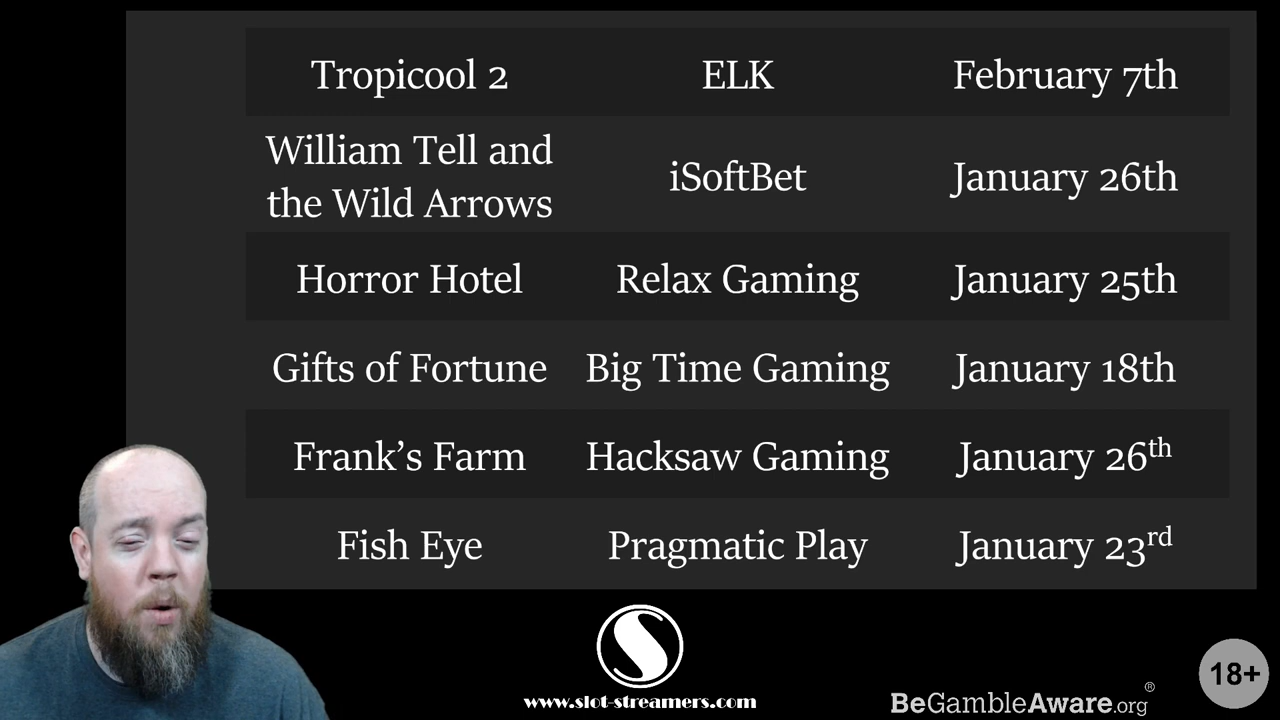 Tropicool 2 ELK February 7th
William Tell and
the Wild Arrows iSoftBet January 26th
Horror Hotel Relax Gaming January 25th
Gifts of Fortune Big Time Gaming January 18th
Frank's Farm Hacksaw Gaming January 26th
Fish Eye Pragmatic Play January 23rd
S
www.slot-streamers.com
BeGambleAware.org®
18+